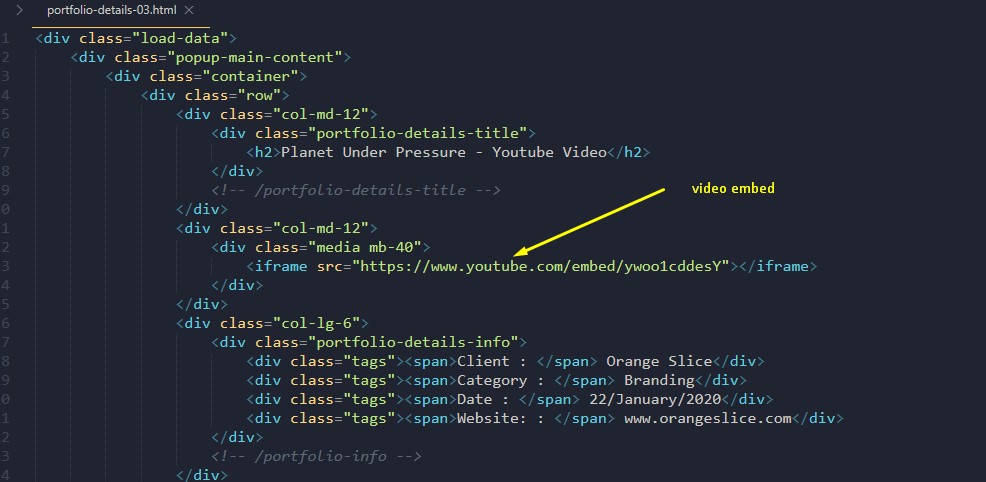 portfolio-details-03.html
1 <div class="load-data">
2 <div class="popup-main-content">
3 <div class="container">
4 <div class="row">
5 <div class="col-md-12">
6 <div class="portfolio-details-title">
7 <h2>Planet Under Pressure - Youtube Video</h2>
8 </div>
9 <!-- /portfolio-details-title -->
0 </div>
1 <div class="col-md-12">
2 <div class="media mb-40">
3 <iframe src="https://www.youtube.com/embed/ywoo1cddesY"></iframe>
4 </div>
5 </div>
6 <div class="col-lg-6">
7 <div class="portfolio-details-info">
8 <div class="tags"><span>Client : </span> Orange Slice</div>
9 <div class="tags"><span>Category : </span> Branding</div>
0 <div class="tags"><span>Date : </span> 22/January/2020</div>
1 <div class="tags"><span>Website: : </span> www.orangeslice.com</div>
2 </div>
3 <!-- /portfolio-info -->
4 </div>
video embed